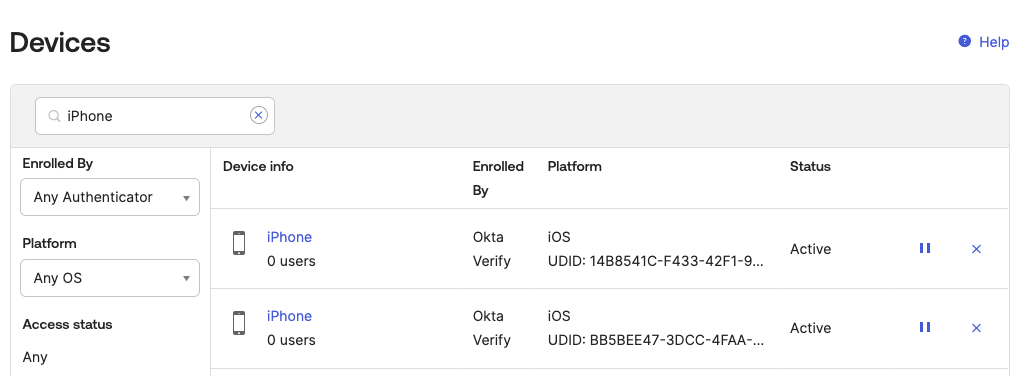 Devices
Help
iPhone
Enrolled By
Any Authenticator
Platform
Any OS
Access status
Any
Device info
Enrolled By
Platform
Status
iPhone
0 users
Okta Verify
iOS
UDID: 14B8541C-F433-42F1-9...
Active
iPhone
0 users
Okta Verify
iOS
UDID: BB5BEE47-3DCC-4FAA-...
Active